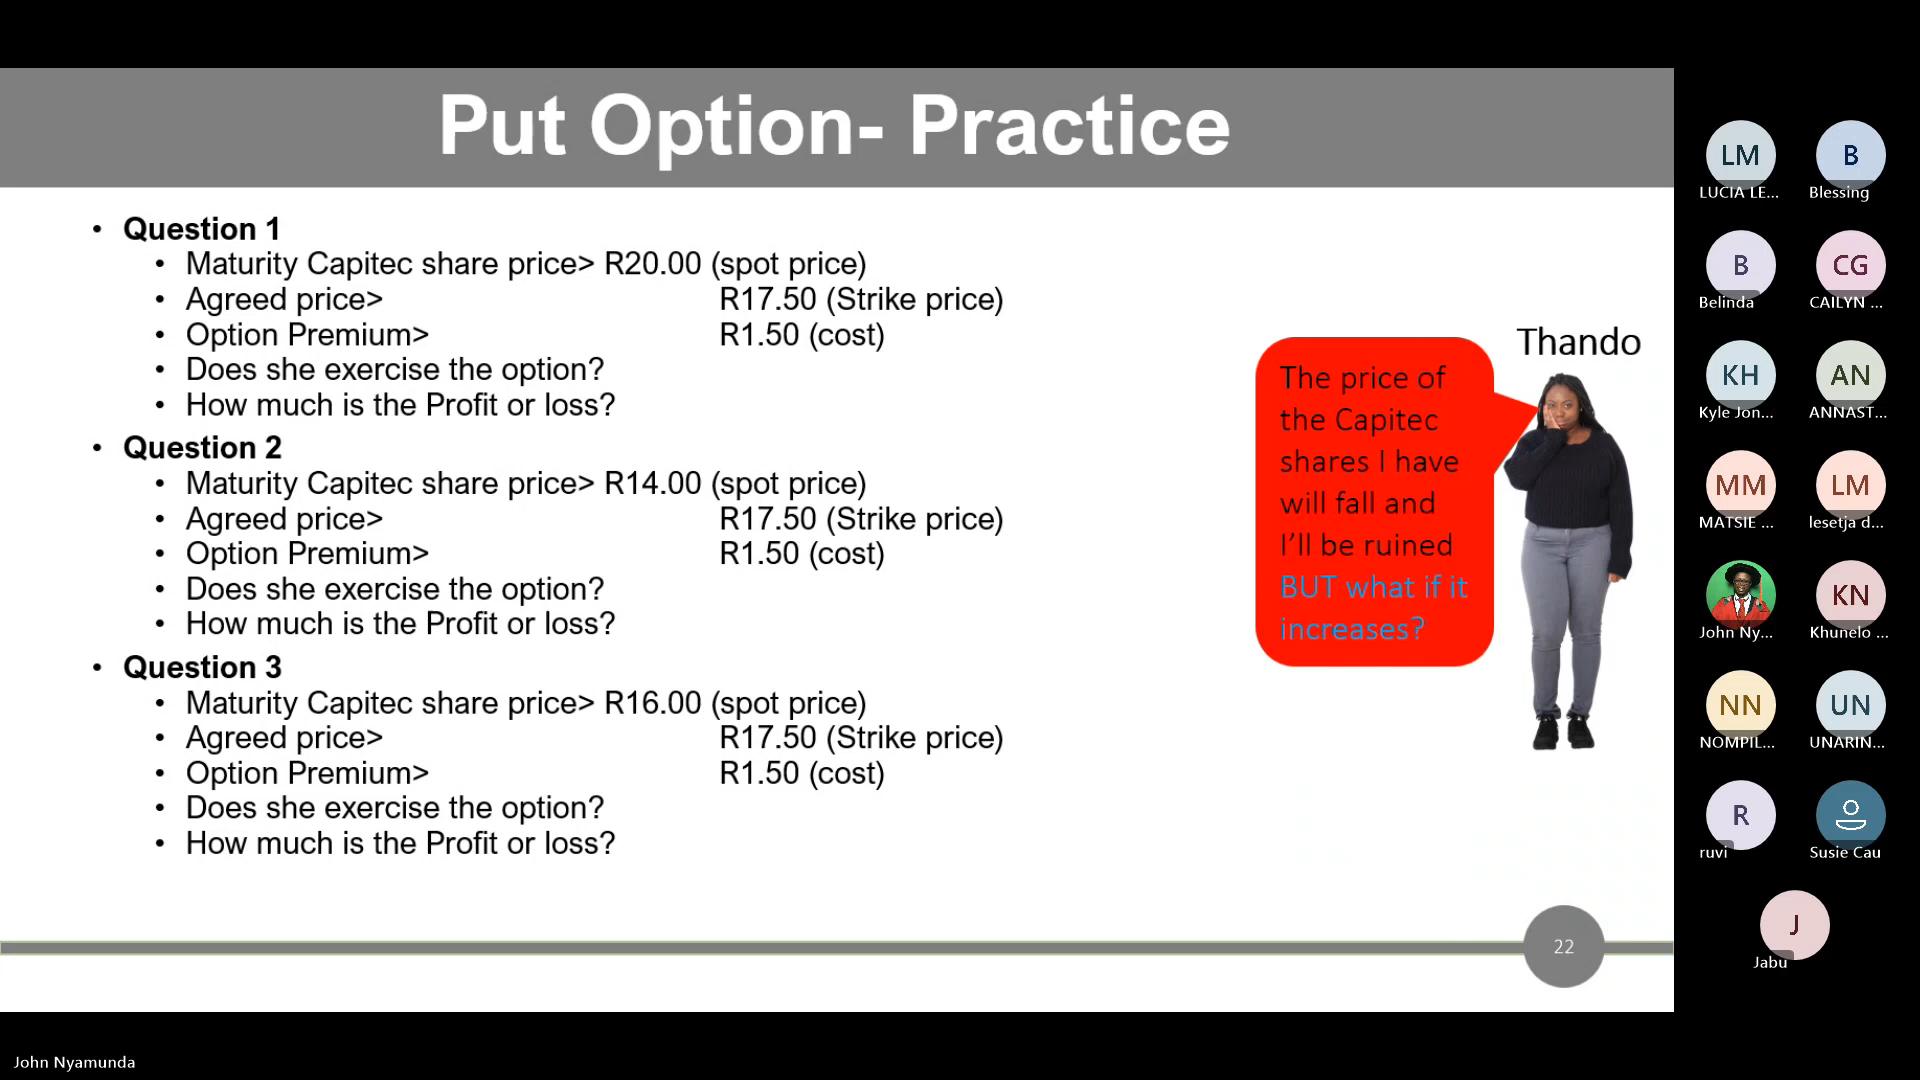 Put Option- Practice
• Question 1
• Maturity Capitec share price> R20.00 (spot price)
• Agreed price> R17.50 (Strike price)
• Option Premium> R1.50 (cost)
• Does she exercise the option?
• How much is the Profit or loss?
• Question 2
• Maturity Capitec share price> R14.00 (spot price)
• Agreed price> R17.50 (Strike price)
• Option Premium> R1.50 (cost)
• Does she exercise the option?
• How much is the Profit or loss?
• Question 3
• Maturity Capitec share price> R16.00 (spot price)
• Agreed price> R17.50 (Strike price)
• Option Premium> R1.50 (cost)
• Does she exercise the option?
• How much is the Profit or loss?
Thando
The price of
the Capitec
shares I have
will fall and
I'll be ruined
BUT what if it
increases?
22
LM B
LUCIA LE... Blessing
B CG
Belinda CAILYN ...
KH AN
Kyle Jon... ANNAST...
MM LM
MATSIE ... lesetja d...
KN
John Ny... Khunelo ...
NN UN
NOMPIL... UNARIN...
R
ruvi Susie Cau
J
Jabu
John Nyamunda